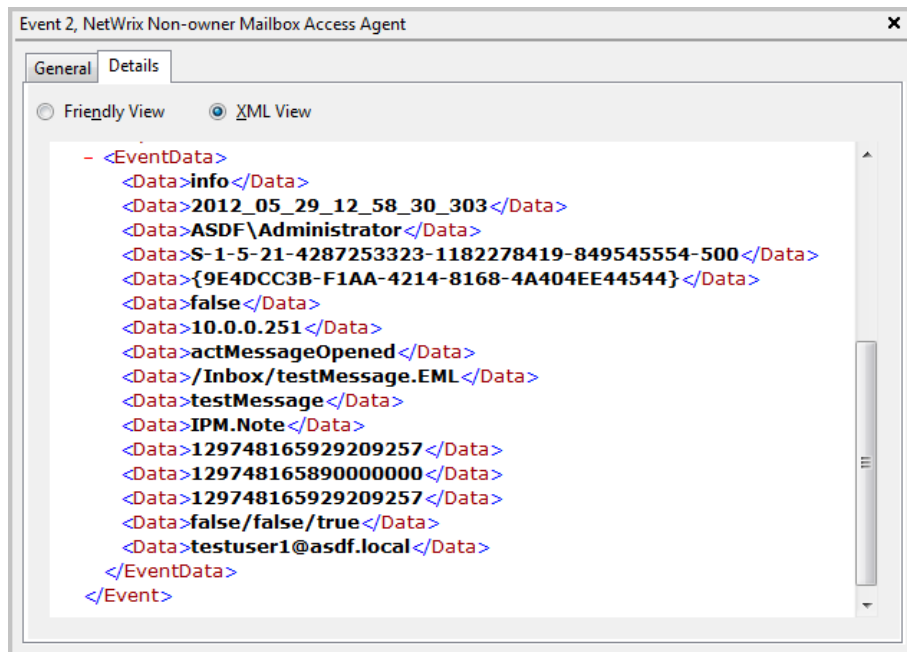 Event 2, NetWrix Non-owner Mailbox Access Agent
General Details
Friendly View XML View
- <EventData>
<Data>info</Data>
<Data>2012_05_29_12_58_30_303</Data>
<Data>ASDF\Administrator</Data>
<Data>S-1-5-21-4287253323-1182278419-849545554-500</Data>
<Data>{9E4DCC3B-F1AA-4214-8168-4A404EE44544}</Data>
<Data>false</Data>
<Data>10.0.0.251</Data>
<Data>actMessageOpened</Data>
<Data>/Inbox/testMessage.EML</Data>
<Data>testMessage</Data>
<Data>IPM.Note</Data>
<Data>129748165929209257</Data>
<Data>129748165890000000</Data>
<Data>129748165929209257</Data>
<Data>false/false/true</Data>
<Data>testuser1@asdf.local</Data>
</EventData>
</Event>